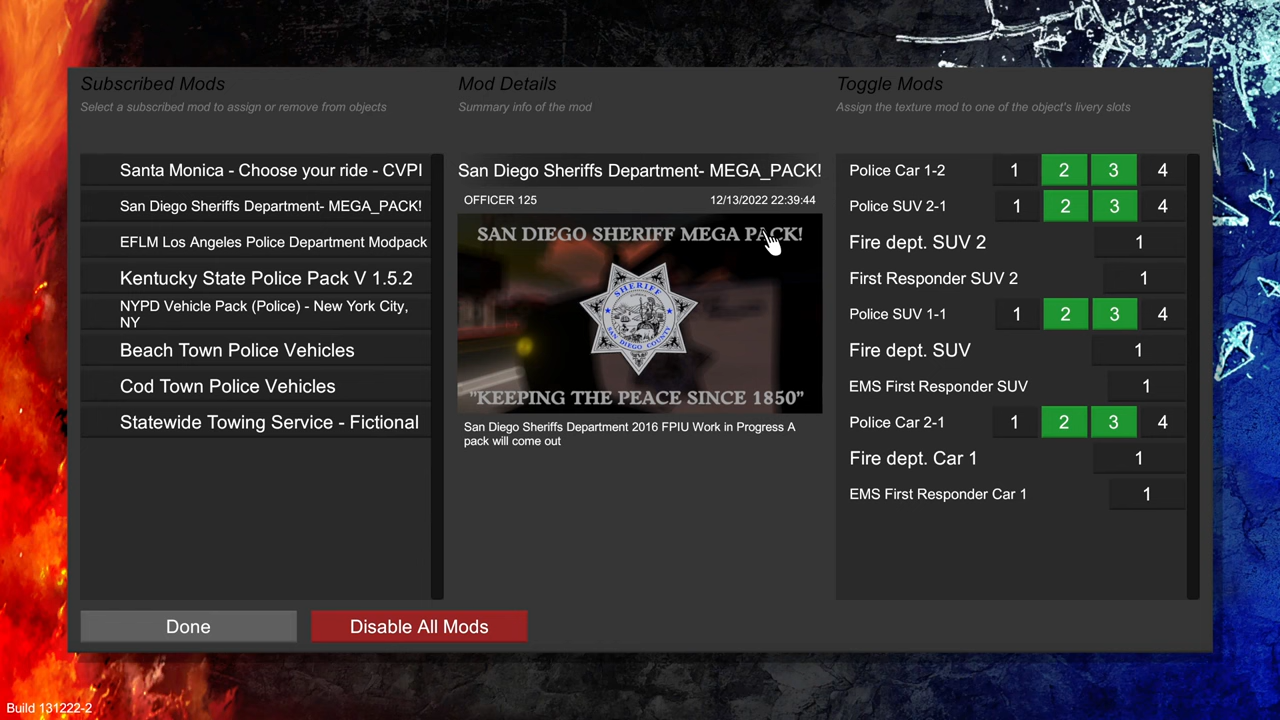 Subscribed Mods
Select a subscribed mod to assign or remove from objects
Santa Monica - Choose your ride - CVPI
San Diego Sheriffs Department- MEGA_PACK!
EFLM Los Angeles Police Department Modpack
Kentucky State Police Pack V 1.5.2
NYPD Vehicle Pack (Police) - New York City,
NY
Beach Town Police Vehicles
Cod Town Police Vehicles
Statewide Towing Service - Fictional
Done
Disable All Mods
Mod Details
Summary info of the mod
San Diego Sheriffs Department- MEGA_PACK!
OFFICER 125 12/13/2022 22:39:44
SAN DIEGO SHERIFF MEGA PACK!
SHERIFF
SAN DIEGO COUNTY
"KEEPING THE PEACE SINCE 1850"
San Diego Sheriffs Department 2016 FPIU Work in Progress A
pack will come out
Toggle Mods
Assign the texture mod to one of the object's livery slots
Police Car 1-2 1 2 3 4
Police SUV 2-1 1 2 3 4
Fire dept. SUV 2 1
First Responder SUV 2 1
Police SUV 1-1 1 2 3 4
Fire dept. SUV 1
EMS First Responder SUV 1
Police Car 2-1 1 2 3 4
Fire dept. Car 1 1
EMS First Responder Car 1 1
Build 131222-2